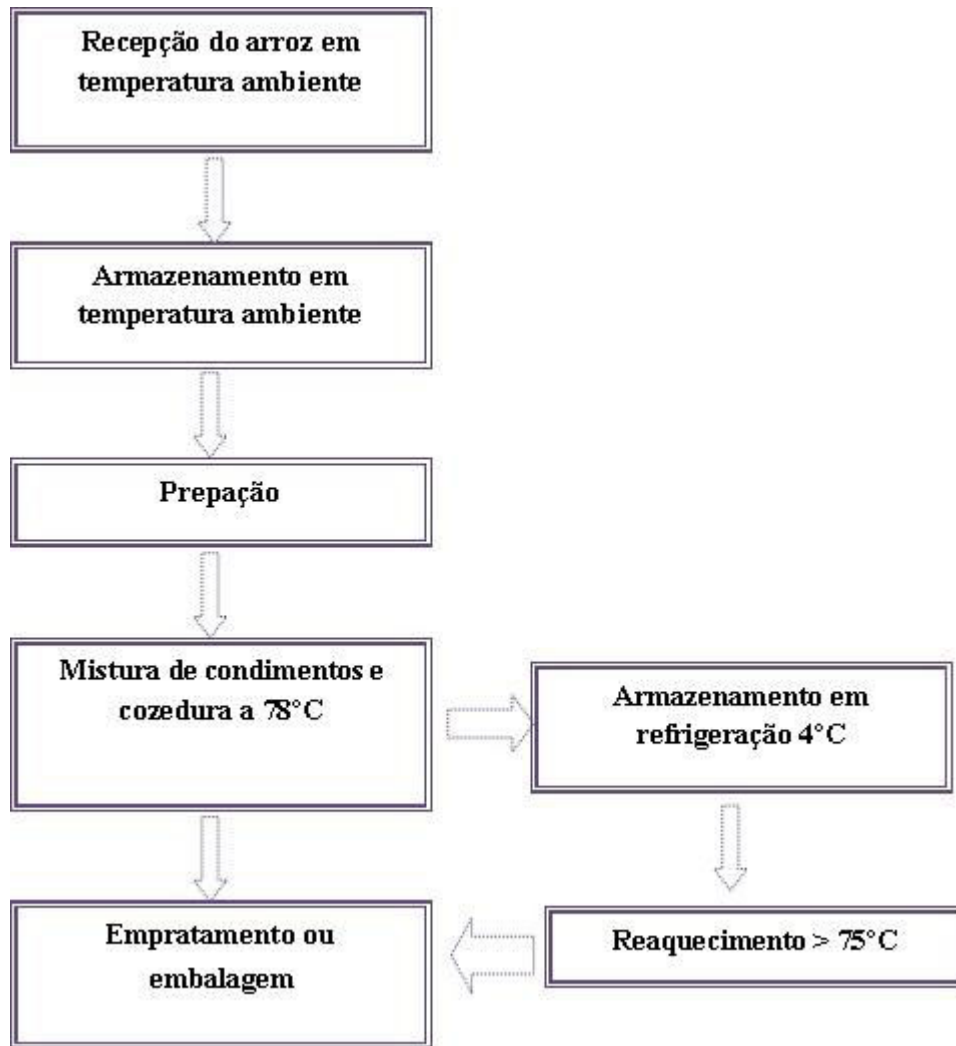 Recepção do arroz em
temperatura ambiente
Armazenamento em
temperatura ambiente
Prepação
Mistura de condimentos e
cozedura a 78°C
Armazenamento em
refrigeração 4°C
Reaquecimento > 75°C
Empratamento ou
embalagem